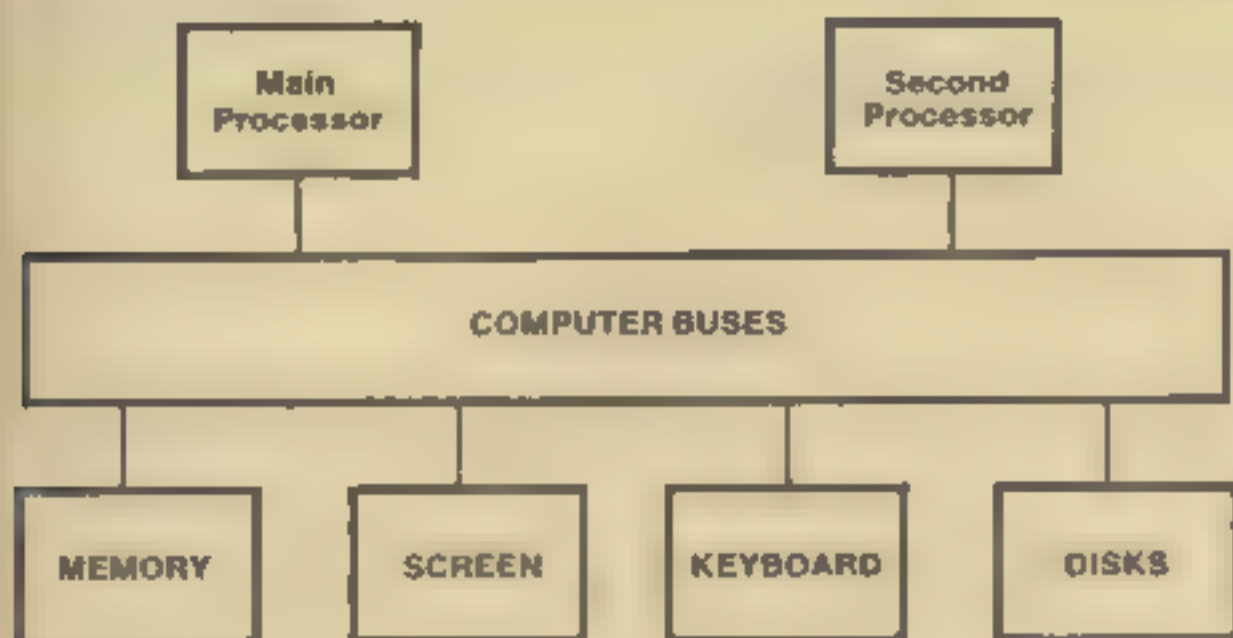 Main
Processor
Second
Processor
COMPUTER BUSES
MEMORY
SCREEN
KEYBOARD
DISKS